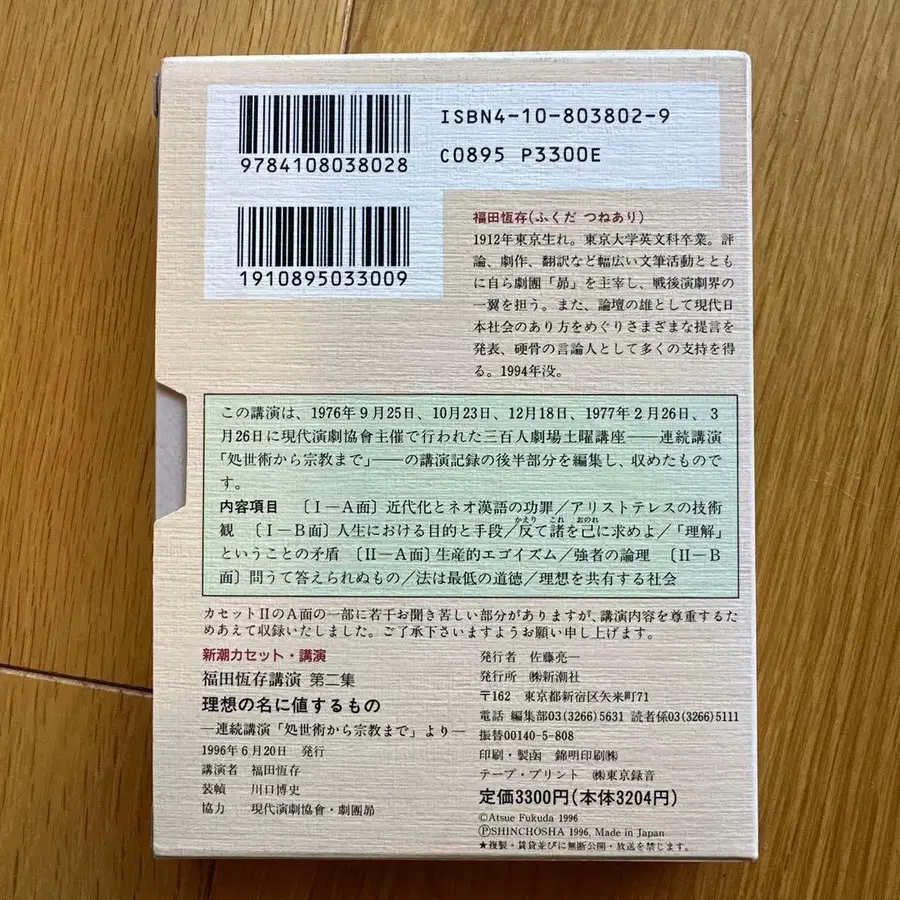 ISBN4-10-803802-9
9784108038028
C0895 P3300E
1910895033009
福田恆存(ふくだ つねあり)
1912年東京生れ。東京大学英文科卒業。評
論、劇作、翻訳など幅広い文筆活動ととも
に自ら劇團「昴」を主宰し、戦後演劇界の
一翼を担う。また、論壇の雄として現代日
本社会のあり方をめぐりさまざまな提言を
発表、硬骨の言論人として多くの支持を得
る。1994年没。
この講演は、1976年9月25日、10月23日、12月18日、1977年2月26日、3
月26日に現代演劇協會主催で行われた三百人劇場土曜講座――連続講演
「処世術から宗教まで」――の講演記録の後半部分を編集し、収めたもので
す。
内容項目 〔I―A面〕近代化とネオ漢語の功罪/アリストテレスの技術
観 〔I―B面〕人生における目的と手段/反て諸を己に求めよ/「理解」
かえり これ おのれ
ということの矛盾 〔II―A面〕生産的エゴイズム/強者の論理 〔II―B
面〕問うて答えられぬもの/法は最低の道徳/理想を共有する社会
カセットIIのA面の一部に若干お聞き苦しい部分がありますが、講演内容を尊重するた
めあえて収録いたしました。ご了承下さいますようお願い申し上げます。
新潮カセット・講演
福田恆存講演 第二集
理想の名に値するもの
―連続講演「処世術から宗教まで」より―
1996年6月20日 発行
講演者 福田恆存
装幀 川口博史
協力 現代演劇協會・劇團昴
発行者 佐藤亮一
発行所 ㈱新潮社
〒162 東京都新宿区矢来町71
電話 編集部03(3266)5631 読者係03(3266)5111
振替00140-5-808
印刷・製函 錦明印刷㈱
テープ・プリント ㈱東京録音
定価3300円(本体3204円)
©Atsue Fukuda 1996
ⓅSHINCHOSHA 1996, Made in Japan
★複製・賃貸並びに無断公開・放送を禁じます。